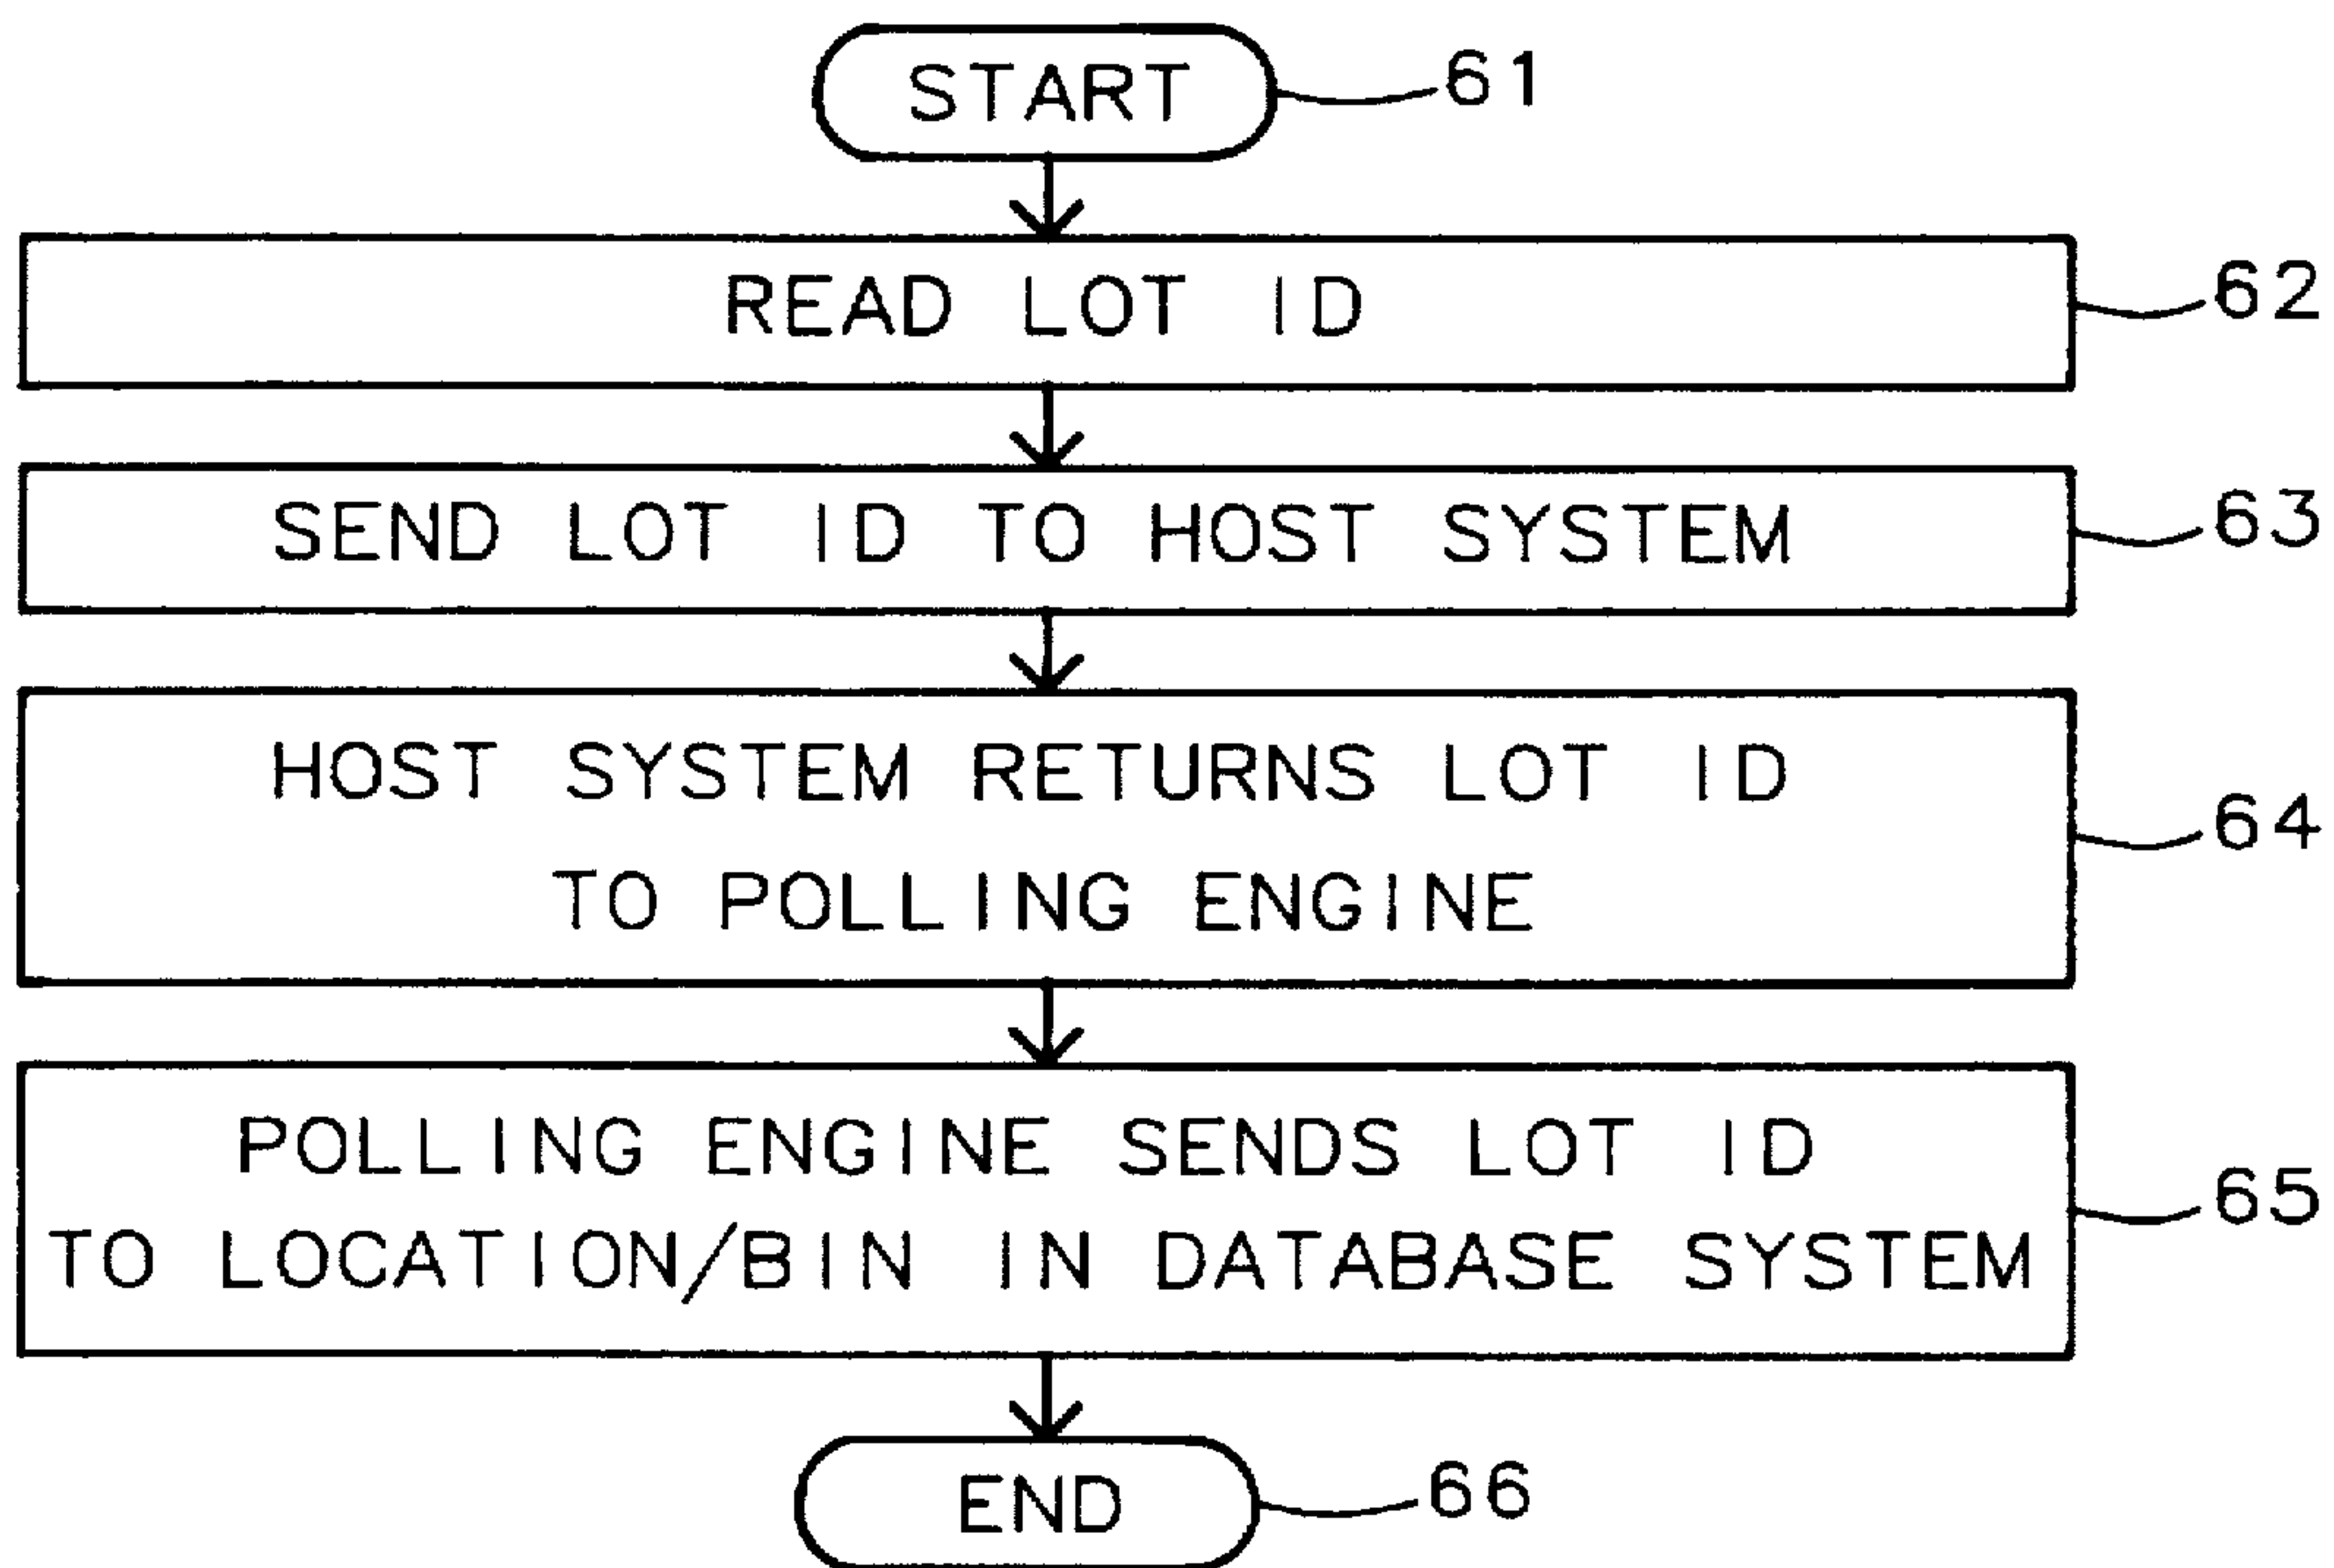 START
61
READ LOT ID
62
SEND LOT ID TO HOST SYSTEM
63
HOST SYSTEM RETURNS LOT ID
TO POLLING ENGINE
64
POLLING ENGINE SENDS LOT ID
TO LOCATION/BIN IN DATABASE SYSTEM
65
END
66